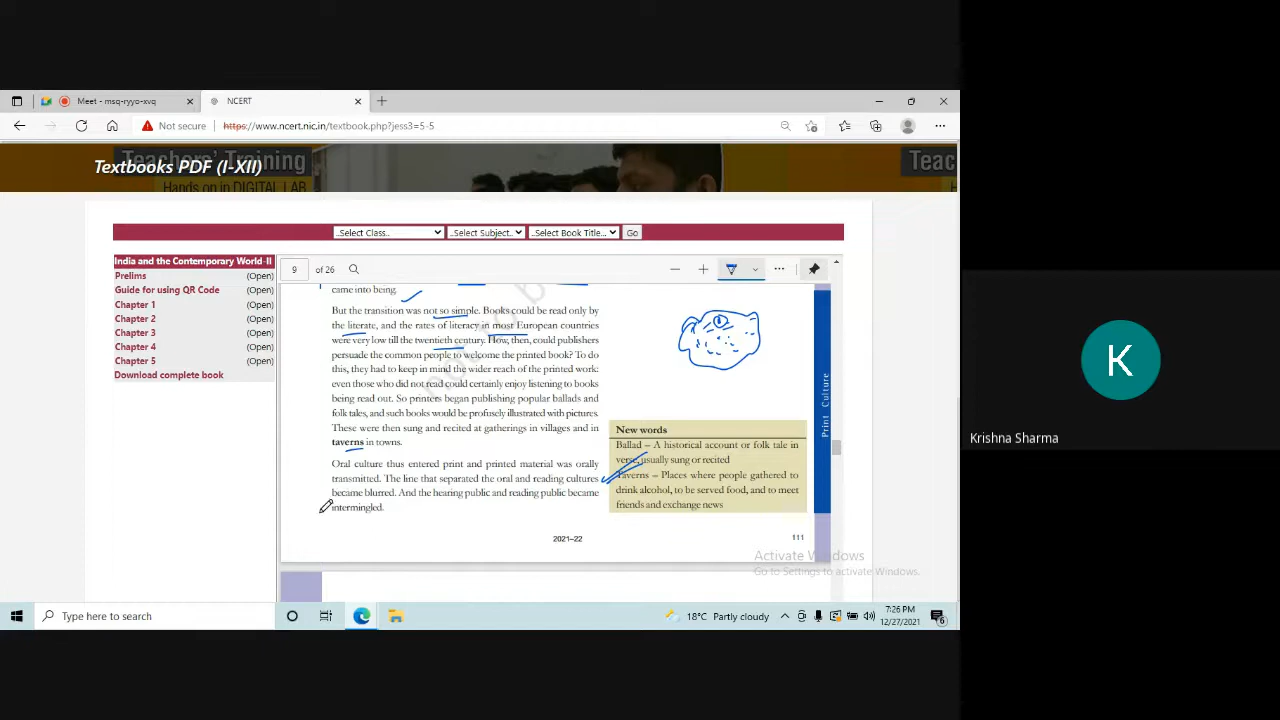 Meet - msq-ryyo-xvq
NCERT
Not secure
https://www.ncert.nic.in/textbook.php?jess3=5-5
Teachers' Training
Textbooks PDF (I-XII)
Hands on in DIGITAL LAB
Teac
Han
..Select Class..
..Select Subject..
..Select Book Title...
Go
India and the Contemporary World-II
Prelims (Open)
Guide for using QR Code (Open)
Chapter 1 (Open)
Chapter 2 (Open)
Chapter 3 (Open)
Chapter 4 (Open)
Chapter 5 (Open)
Download complete book
9 of 26
came into being.
But the transition was not so simple. Books could be read only by
the literate, and the rates of literacy in most European countries
were very low till the twentieth century. How, then, could publishers
persuade the common people to welcome the printed book? To do
this, they had to keep in mind the wider reach of the printed work:
even those who did not read could certainly enjoy listening to books
being read out. So printers began publishing popular ballads and
folk tales, and such books would be profusely illustrated with pictures.
These were then sung and recited at gatherings in villages and in
taverns in towns.
Oral culture thus entered print and printed material was orally
transmitted. The line that separated the oral and reading cultures
became blurred. And the hearing public and reading public became
intermingled.
New words
Ballad – A historical account or folk tale in
verse, usually sung or recited
Taverns – Places where people gathered to
drink alcohol, to be served food, and to meet
friends and exchange news
Print Culture
2021–22
111
not to b
Activate Windows
Go to Settings to activate Windows.
Type here to search
18°C Partly cloudy
7:26 PM
12/27/2021
6
K
Krishna Sharma